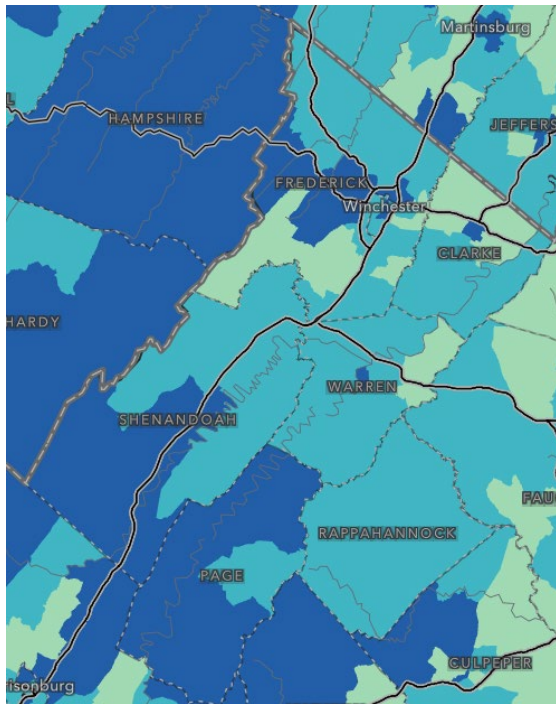 Martinsburg
HAMPSHIRE
JEFFERS
FREDERICK
Winchester
CLARKE
HARDY
WARREN
SHENANDOAH
FAU
RAPPAHANNOCK
PAGE
CULPEPER
risonburg